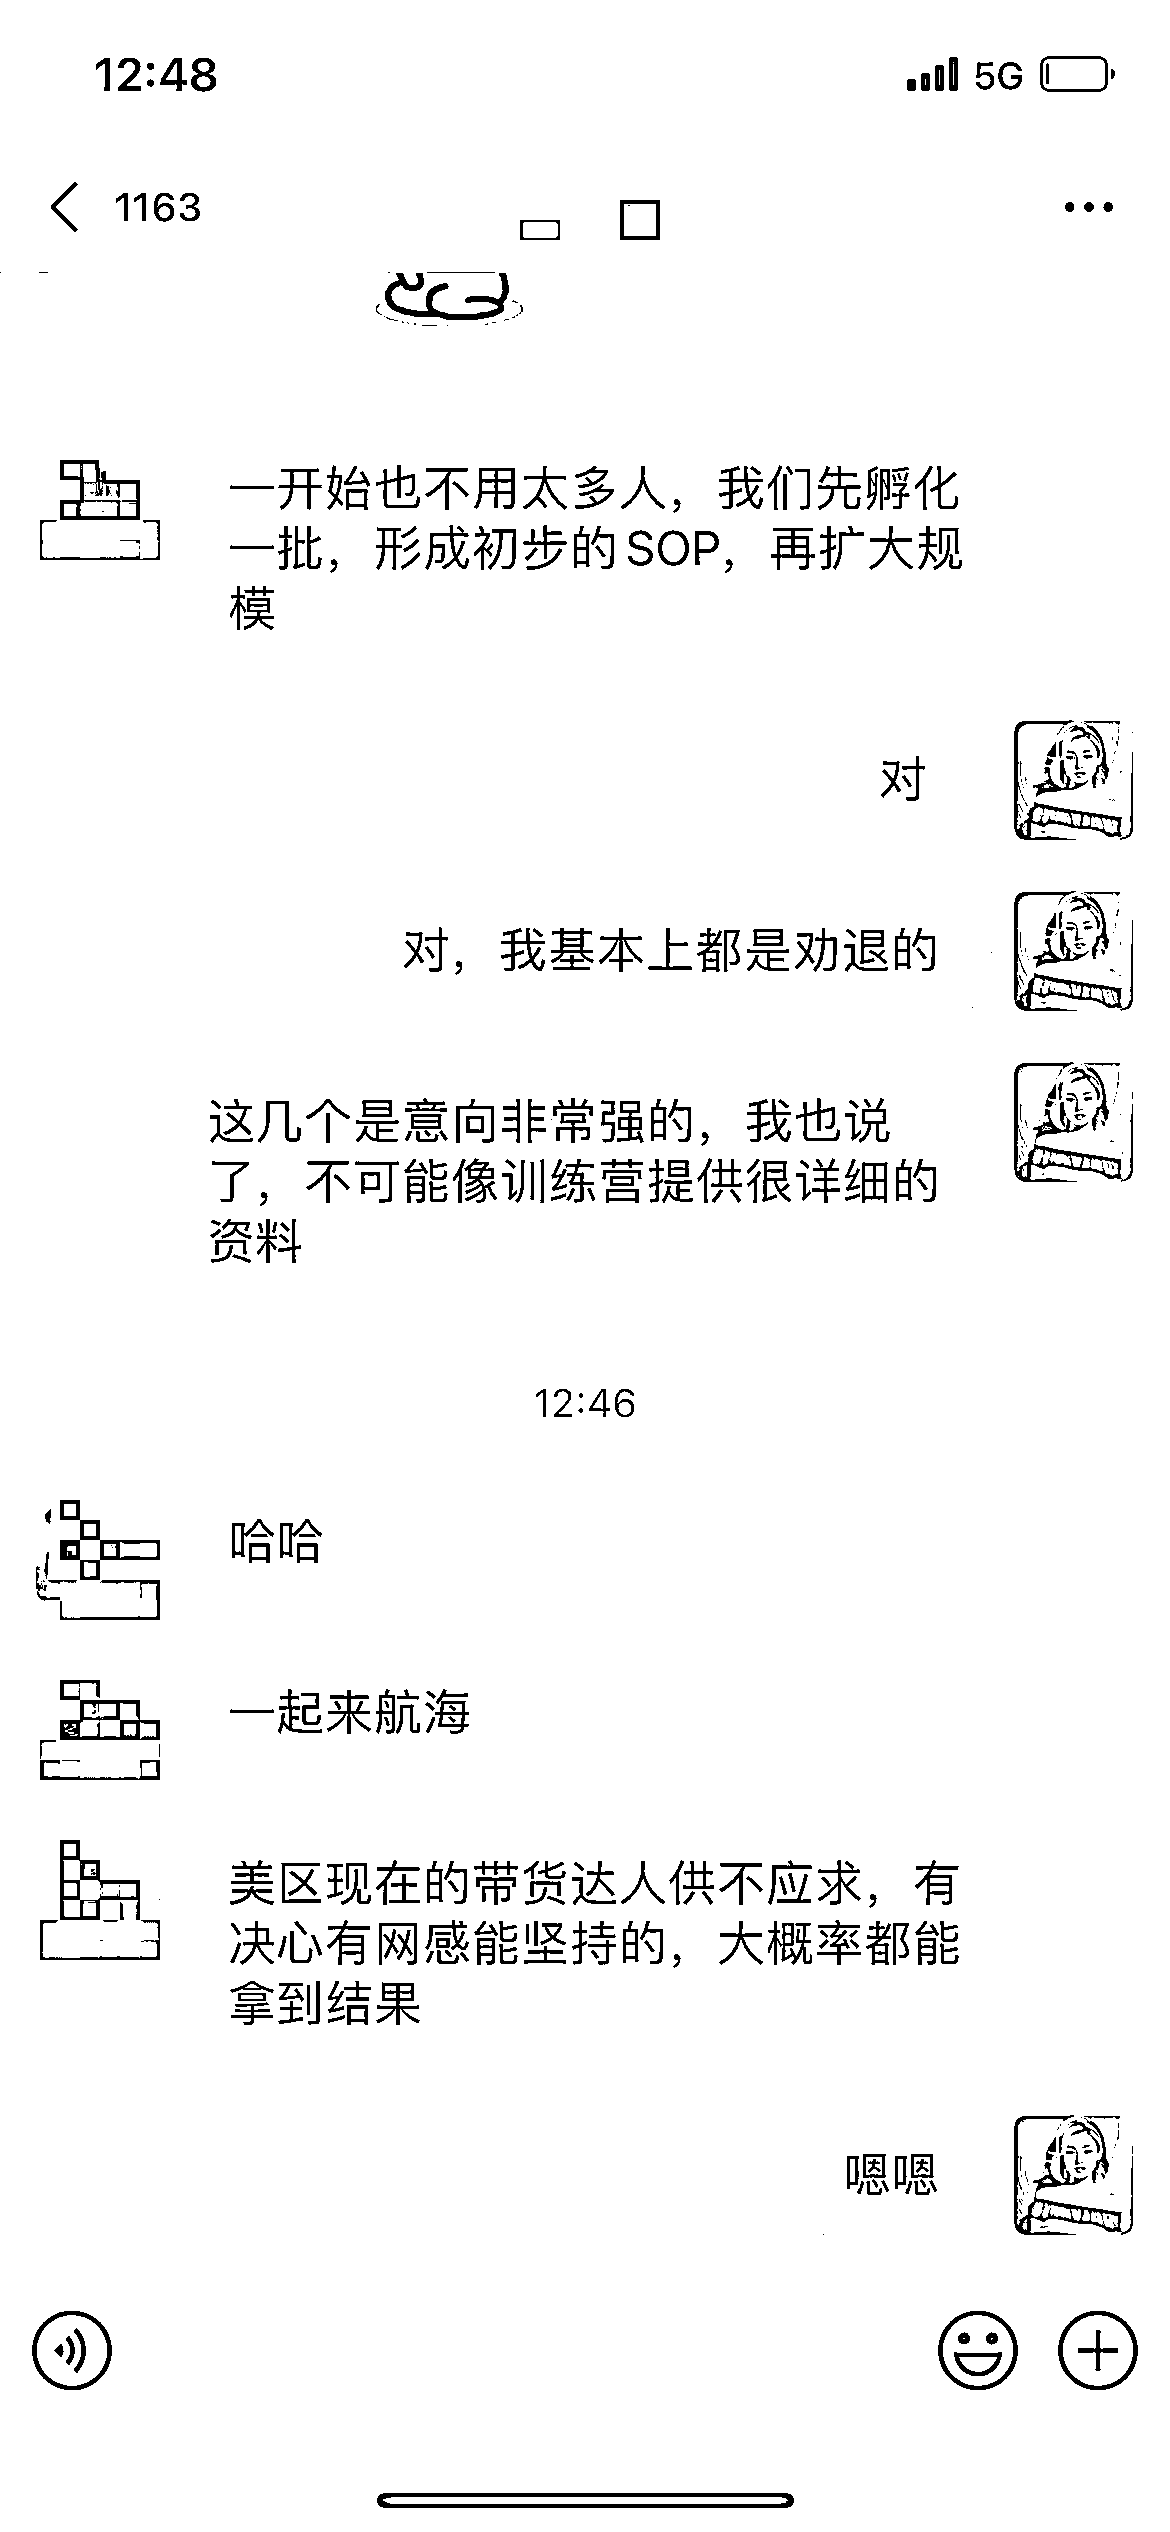 12:48
5G
1163
一开始也不用太多人，我们先孵化
一批，形成初步的SOP，再扩大规
模
对
对，我基本上都是劝退的
这几个是意向非常强的，我也说
了，不可能像训练营提供很详细的
资料
12:46
哈哈
一起来航海
美区现在的带货达人供不应求，有
决心有网感能坚持的，大概率都能
拿到结果
嗯嗯